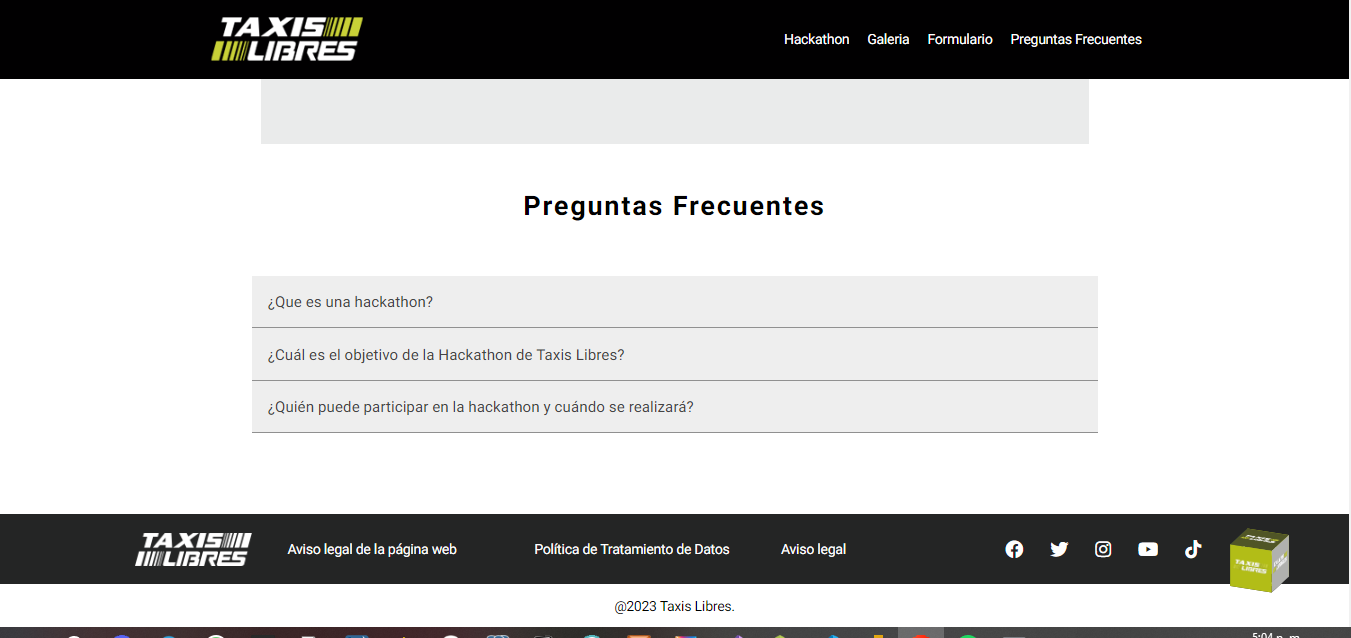 TAXIS
LIBRES
Hackathon Galeria Formulario Preguntas Frecuentes
Preguntas Frecuentes
¿Que es una hackathon?
¿Cuál es el objetivo de la Hackathon de Taxis Libres?
¿Quién puede participar en la hackathon y cuándo se realizará?
TAXIS
LIBRES
Aviso legal de la página web Política de Tratamiento de Datos Aviso legal
TAXIS
LIBRES
@2023 Taxis Libres.
5:04 p. m.